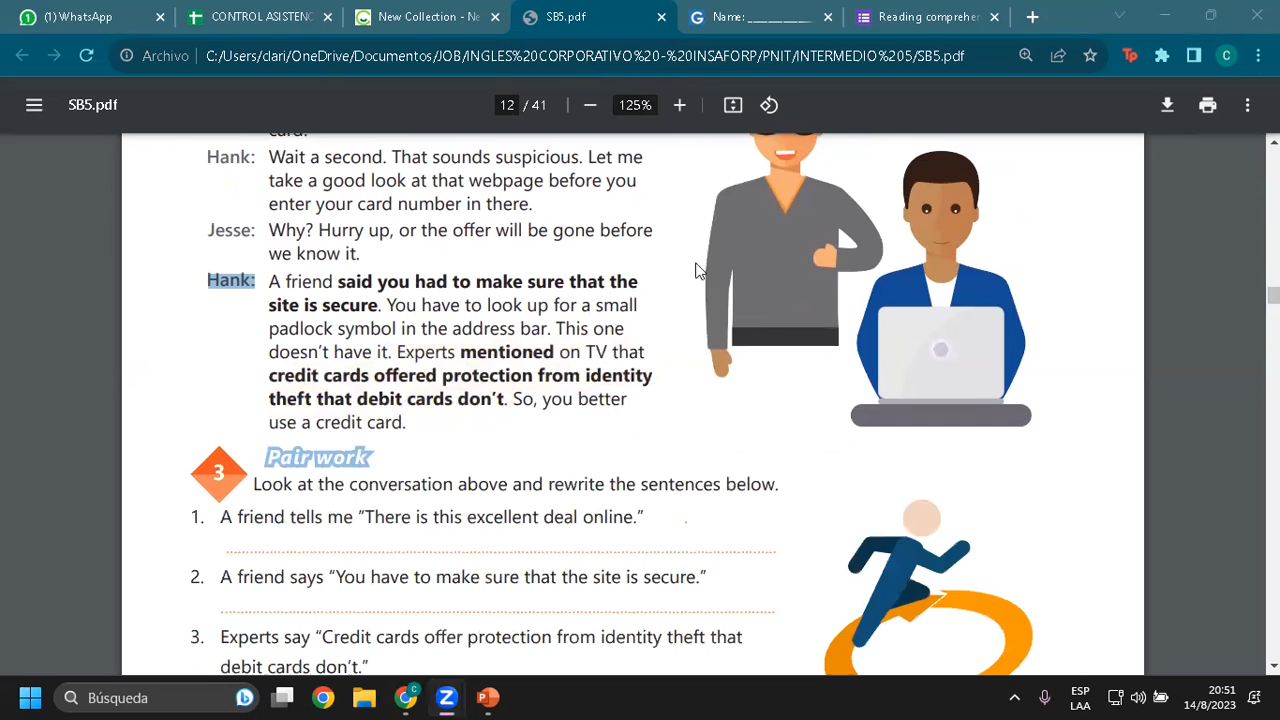 (1) WhatsApp
CONTROL ASISTENC
New Collection - Ne
SB5.pdf
Name: ________
Reading comprehen
Archivo
C:/Users/clari/OneDrive/Documentos/JOB/INGLES%20CORPORATIVO%20-%20INSAFORP/PNIT/INTERMEDIO%205/SB5.pdf
C
SB5.pdf
12 / 41
125%
card.
Hank: Wait a second. That sounds suspicious. Let me
take a good look at that webpage before you
enter your card number in there.
Jesse: Why? Hurry up, or the offer will be gone before
we know it.
Hank: A friend said you had to make sure that the
site is secure. You have to look up for a small
padlock symbol in the address bar. This one
doesn't have it. Experts mentioned on TV that
credit cards offered protection from identity
theft that debit cards don't. So, you better
use a credit card.
3
Pair work
Look at the conversation above and rewrite the sentences below.
1. A friend tells me "There is this excellent deal online."
2. A friend says "You have to make sure that the site is secure."
3. Experts say "Credit cards offer protection from identity theft that
debit cards don't."
Búsqueda
ESP
LAA
20:51
14/8/2023